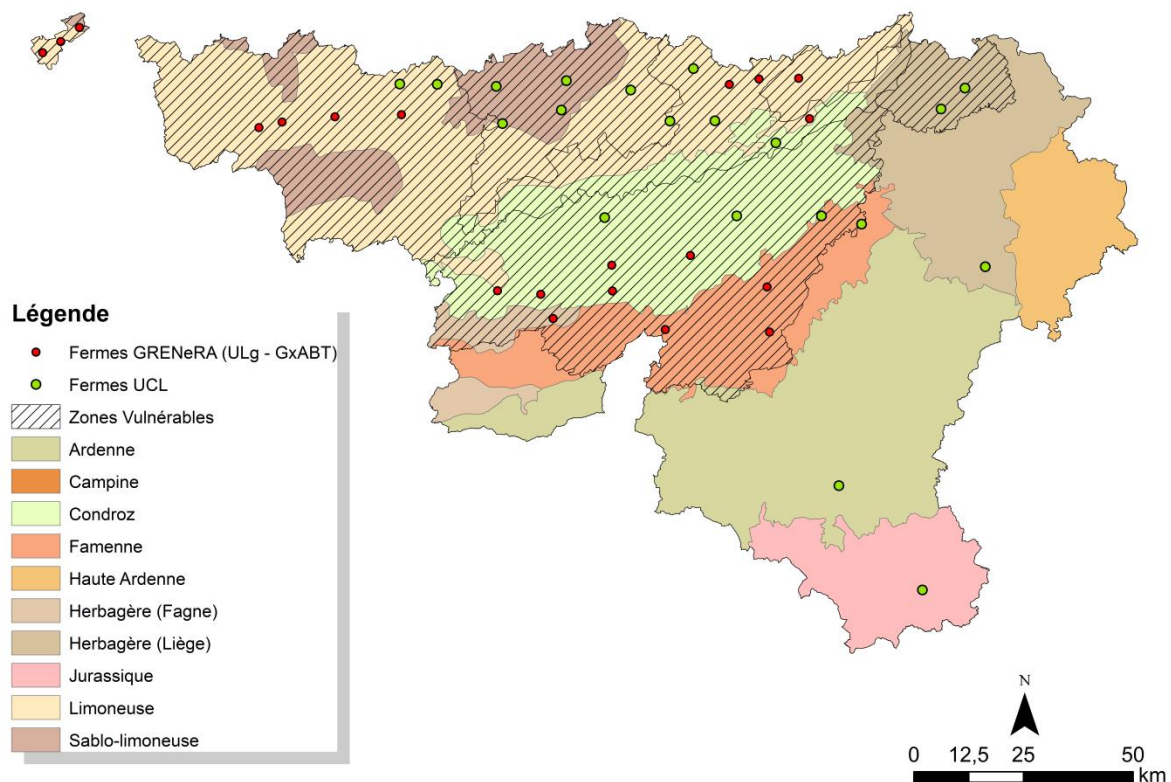 Légende
Fermes GRENeRA (ULg - GxABT)
Fermes UCL
Zones Vulnérables
Ardenne
Campine
Condroz
Famenne
Haute Ardenne
Herbagère (Fagne)
Herbagère (Liège)
Jurassique
Limoneuse
Sablo-limoneuse
N
0 12,5 25 50
km